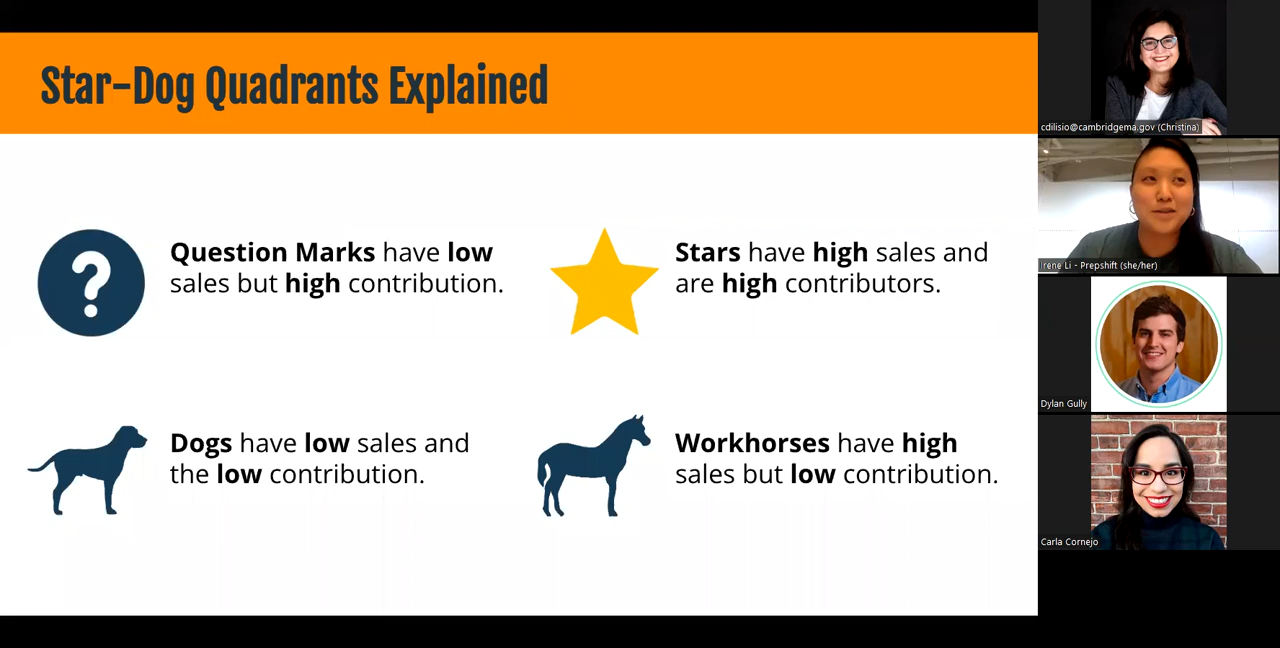 Star-Dog Quadrants Explained
?
Question Marks have low
sales but high contribution.
Stars have high sales and
are high contributors.
Dogs have low sales and
the low contribution.
Workhorses have high
sales but low contribution.
cdilisio@cambridgema.gov (Christina)
Irene Li - Prepshift (she/her)
Dylan Gully
Carla Cornejo